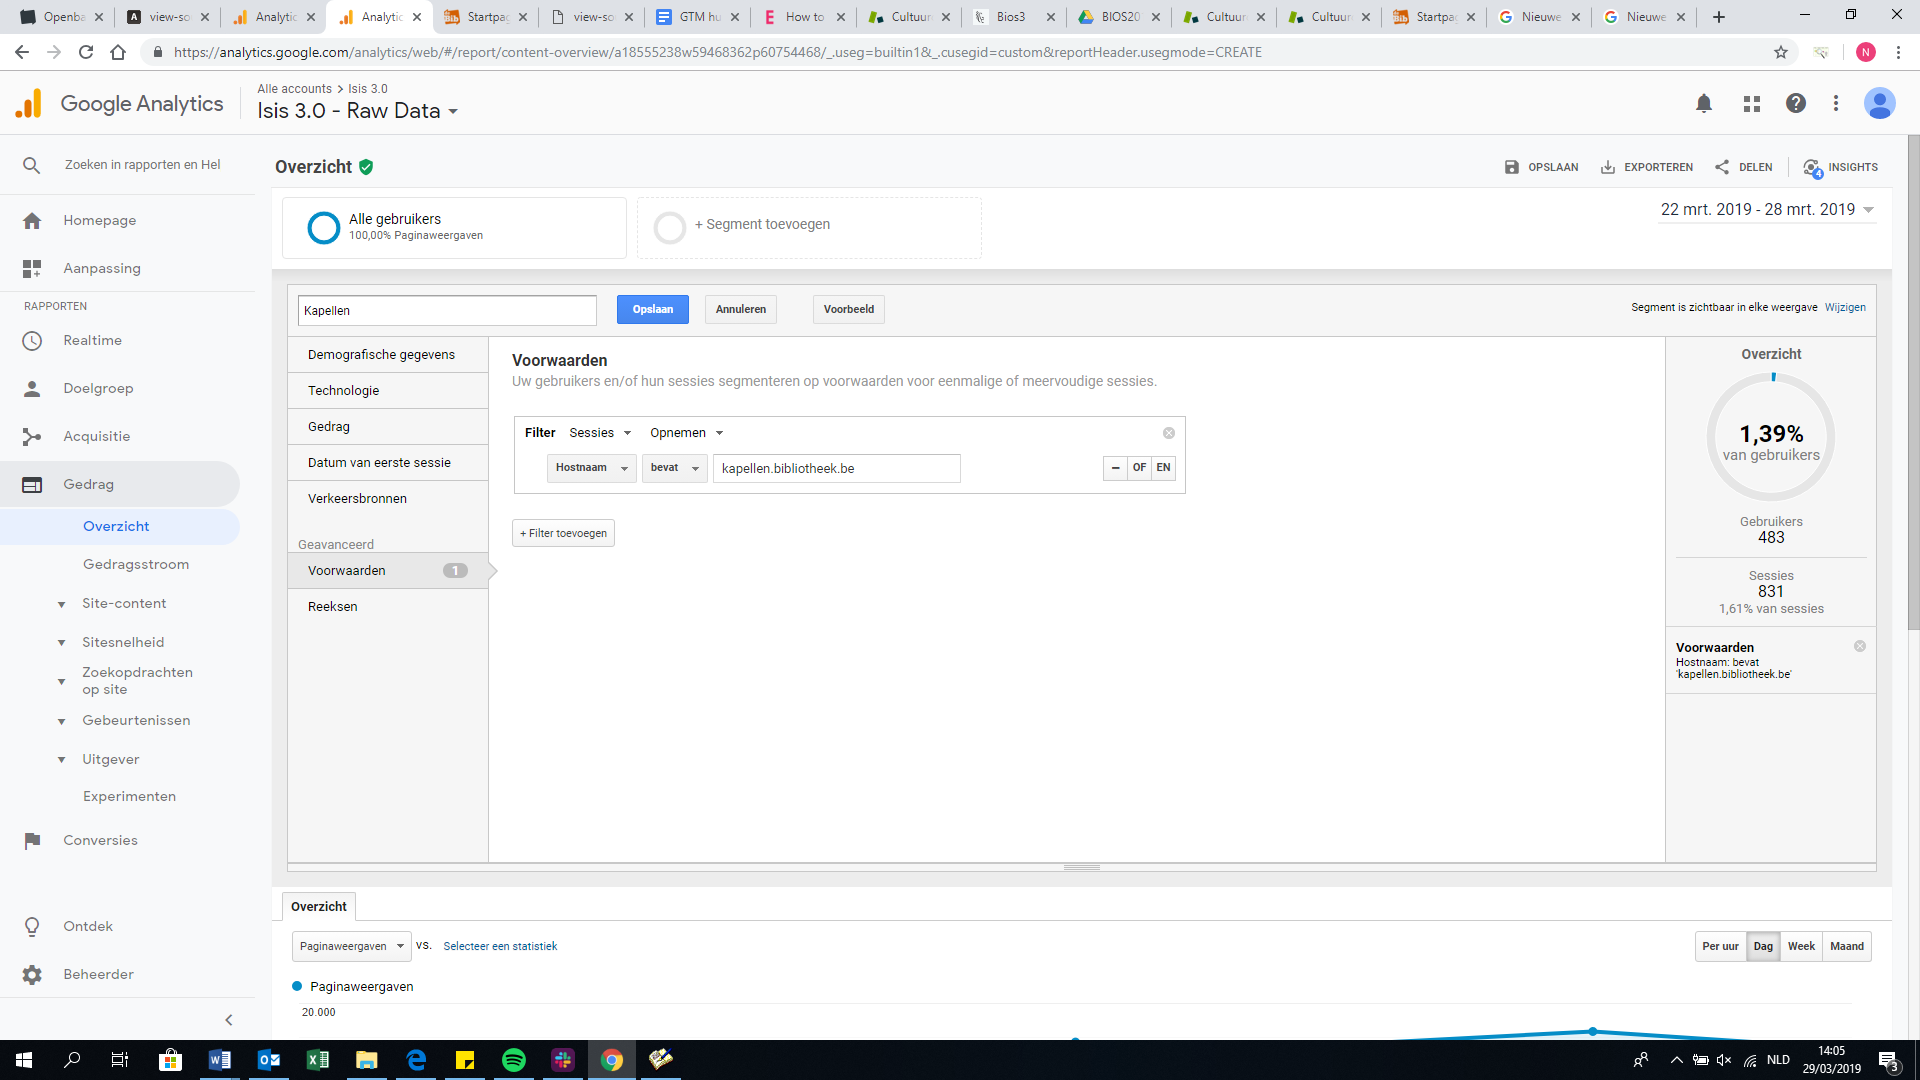 Openba
view-so
Analytic
Analytic
Startpa
view-so
GTM hu
How to
Cultuur
Bios3
BIOS20
Cultuur
Cultuur
Startpa
Nieuwe
Nieuwe
https://analytics.google.com/analytics/web/#/report/content-overview/a18555238w59468362p60754468/_.useg=builtin1&_.cusegid=custom&reportHeader.usegmode=CREATE
N
Google Analytics
Alle accounts > Isis 3.0
Isis 3.0 - Raw Data
Zoeken in rapporten en Hel
Homepage
Aanpassing
RAPPORTEN
Realtime
Doelgroep
Acquisitie
Gedrag
Overzicht
Gedragsstroom
Site-content
Sitesnelheid
Zoekopdrachten
op site
Gebeurtenissen
Uitgever
Experimenten
Conversies
Ontdek
Beheerder
Overzicht
OPSLAAN
EXPORTEREN
DELEN
4
INSIGHTS
Alle gebruikers
100,00% Paginaweergaven
+ Segment toevoegen
22 mrt. 2019 - 28 mrt. 2019
Kapellen
Opslaan
Annuleren
Voorbeeld
Segment is zichtbaar in elke weergave Wijzigen
Demografische gegevens
Technologie
Gedrag
Datum van eerste sessie
Verkeersbronnen
Geavanceerd
Voorwaarden 1
Reeksen
Voorwaarden
Uw gebruikers en/of hun sessies segmenteren op voorwaarden voor eenmalige of meervoudige sessies.
Filter Sessies Opnemen
Hostnaam bevat kapellen.bibliotheek.be
− OF EN
+ Filter toevoegen
Overzicht
1,39%
van gebruikers
Gebruikers
483
Sessies
831
1,61% van sessies
Voorwaarden
Hostnaam: bevat
'kapellen.bibliotheek.be'
Overzicht
Paginaweergaven vs. Selecteer een statistiek
Per uur Dag Week Maand
Paginaweergaven
20.000
NLD
14:05
29/03/2019
3